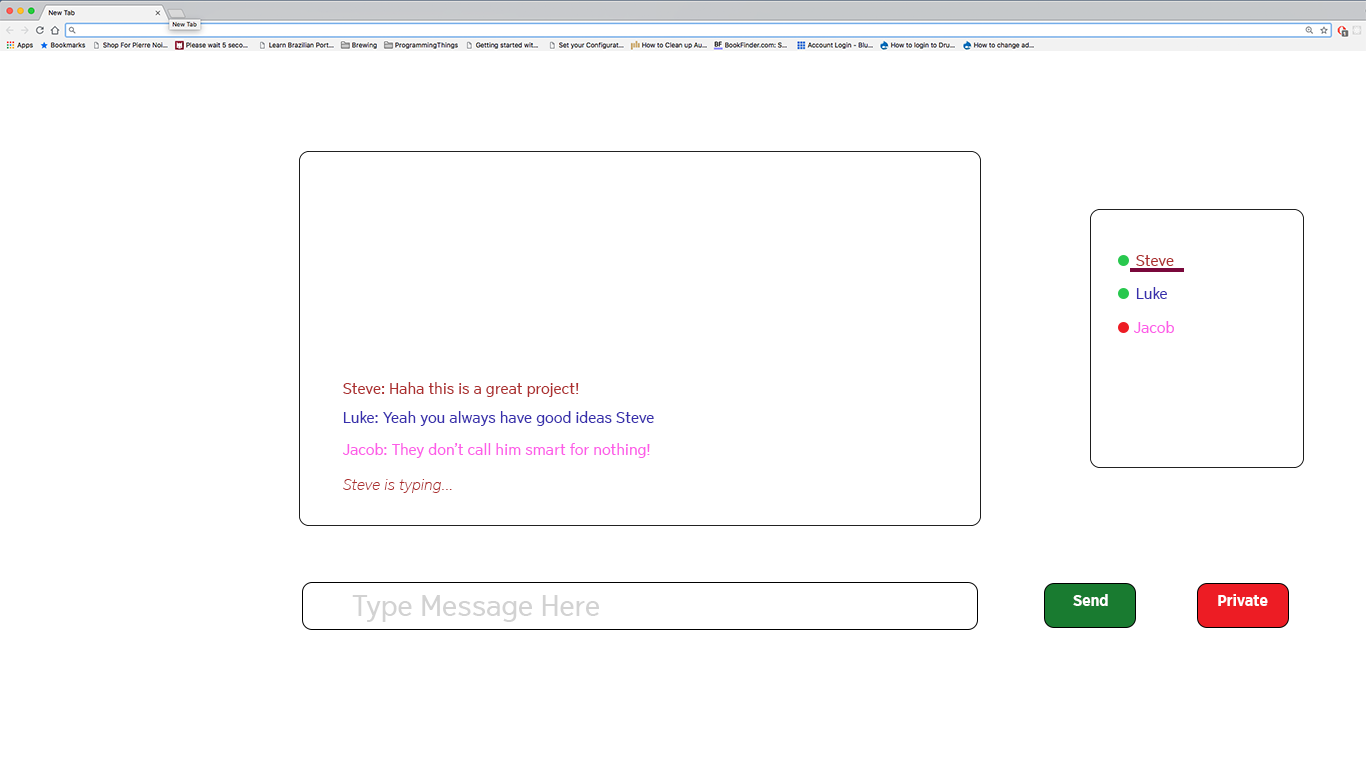 New Tab
New Tab
Apps Bookmarks Shop For Pierre Noi... Please wait 5 seco... Learn Brazilian Port... Brewing ProgrammingThings Getting started wit... Set your Configurat... How to Clean up Au... BF BookFinder.com: S... Account Login - Blu... How to login to Dru... How to change ad...
Steve
Luke
Jacob
Steve: Haha this is a great project!
Luke: Yeah you always have good ideas Steve
Jacob: They don't call him smart for nothing!
Steve is typing...
Type Message Here
Send
Private